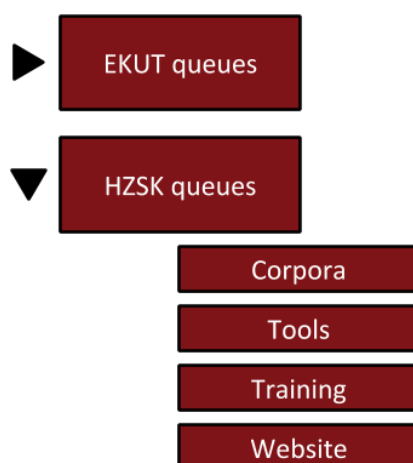 EKUT queues
HZSK queues
Corpora
Tools
Training
Website